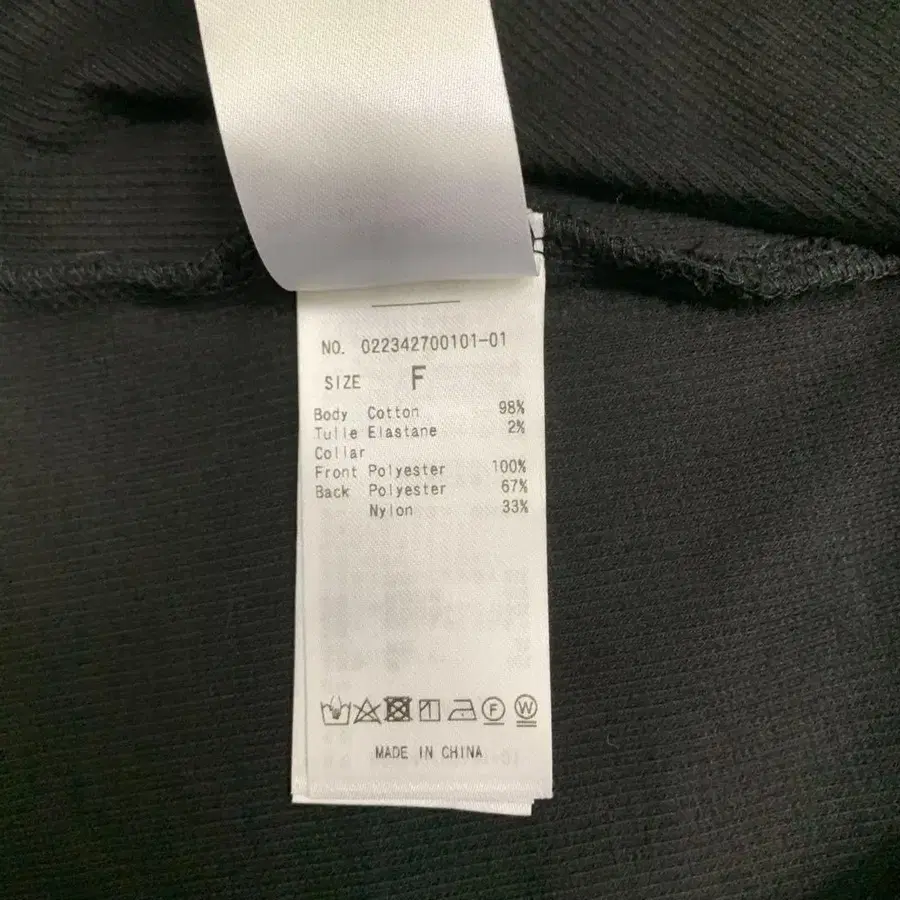 NO. 022342700101-01
SIZE F
Body Cotton 98%
Tulle Elastane 2%
Collar
Front Polyester 100%
Back Polyester 67%
Nylon 33%
F W
MADE IN CHINA